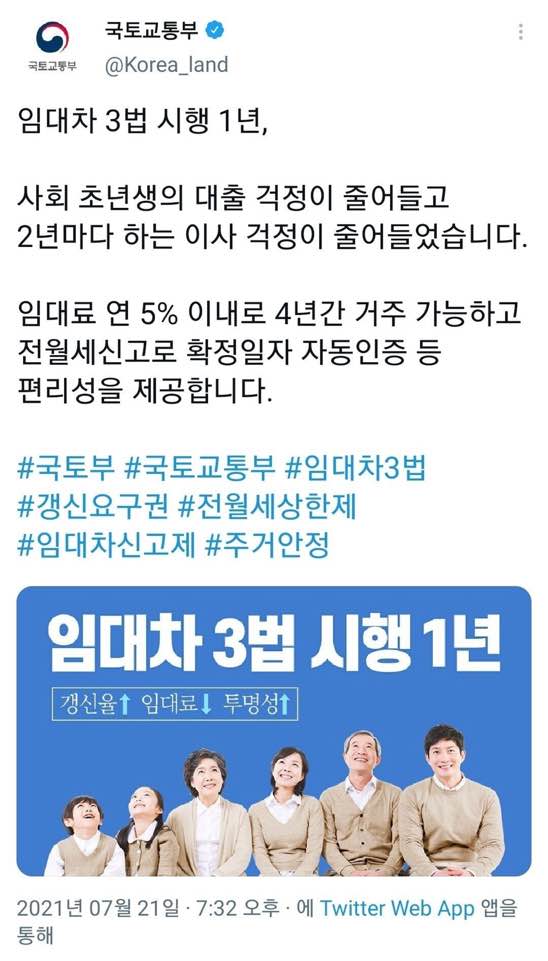 국토교통부
국토교통부
@Korea_land
임대차 3법 시행 1년,
사회 초년생의 대출 걱정이 줄어들고
2년마다 하는 이사 걱정이 줄어들었습니다.
임대료 연 5% 이내로 4년간 거주 가능하고
전월세신고로 확정일자 자동인증 등
편리성을 제공합니다.
#국토부 #국토교통부 #임대차3법
#갱신요구권 #전월세상한제
#임대차신고제 #주거안정
임대차 3법 시행 1년
갱신율↑ 임대료↓ 투명성↑
2021년 07월 21일 · 7:32 오후 · 에 Twitter Web App 앱을
통해